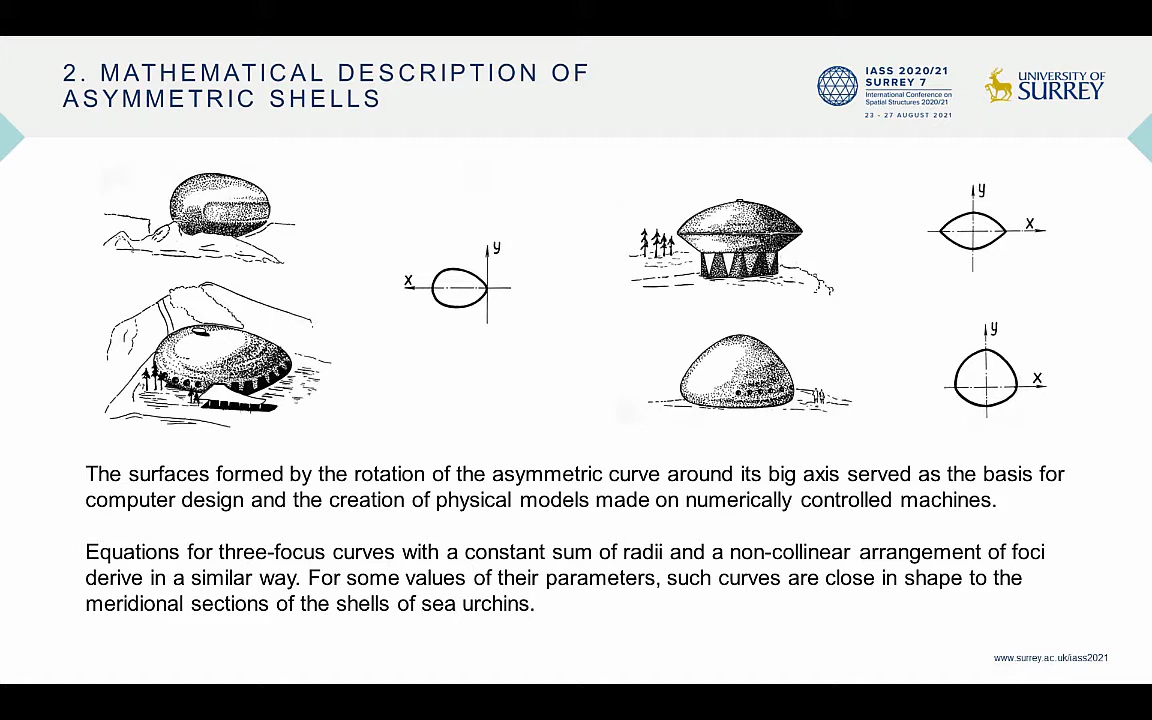 2. MATHEMATICAL DESCRIPTION OF
ASYMMETRIC SHELLS
IASS 2020/21
SURREY 7
International Conference on
Spatial Structures 2020/21
23 - 27 AUGUST 2021
UNIVERSITY OF
SURREY
y
x
y
x
y
x
The surfaces formed by the rotation of the asymmetric curve around its big axis served as the basis for
computer design and the creation of physical models made on numerically controlled machines.
Equations for three-focus curves with a constant sum of radii and a non-collinear arrangement of foci
derive in a similar way. For some values of their parameters, such curves are close in shape to the
meridional sections of the shells of sea urchins.
www.surrey.ac.uk/iass2021